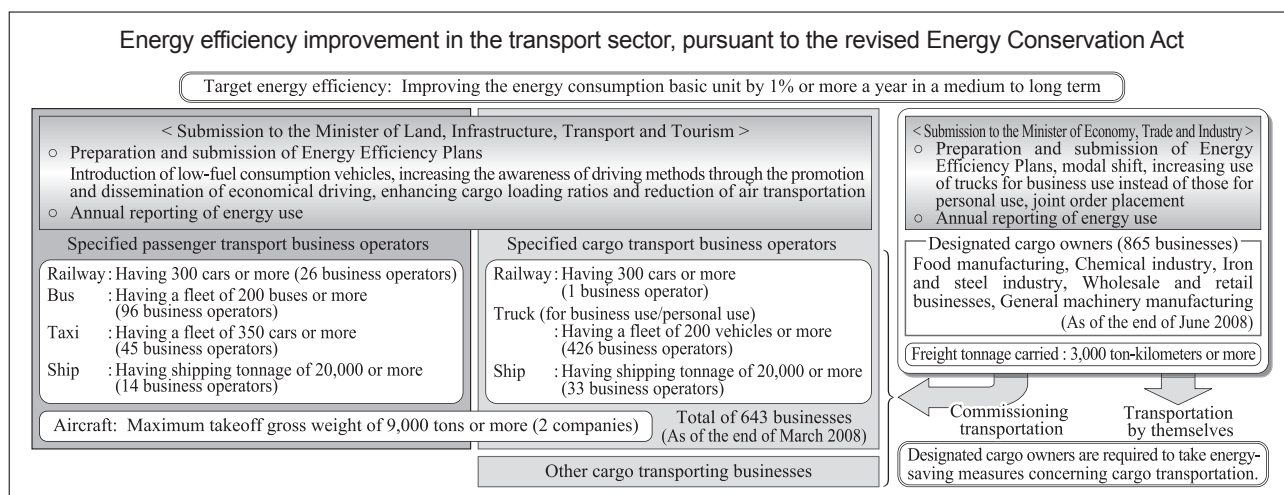 Energy efficiency improvement in the transport sector, pursuant to the revised Energy Conservation Act
Target energy efficiency: Improving the energy consumption basic unit by 1% or more a year in a medium to long term
< Submission to the Minister of Land, Infrastructure, Transport and Tourism >
○ Preparation and submission of Energy Efficiency Plans
Introduction of low-fuel consumption vehicles, increasing the awareness of driving methods through the promotion
and dissemination of economical driving, enhancing cargo loading ratios and reduction of air transportation
○ Annual reporting of energy use
Specified passenger transport business operators
Railway : Having 300 cars or more (26 business operators)
Bus : Having a fleet of 200 buses or more
(96 business operators)
Taxi : Having a fleet of 350 cars or more
(45 business operators)
Ship : Having shipping tonnage of 20,000 or more
(14 business operators)
Specified cargo transport business operators
Railway : Having 300 cars or more
(1 business operator)
Truck (for business use/personal use)
: Having a fleet of 200 vehicles or more
(426 business operators)
Ship : Having shipping tonnage of 20,000 or more
(33 business operators)
Aircraft: Maximum takeoff gross weight of 9,000 tons or more (2 companies)
Total of 643 businesses
(As of the end of March 2008)
Other cargo transporting businesses
< Submission to the Minister of Economy, Trade and Industry >
○ Preparation and submission of Energy
Efficiency Plans, modal shift, increasing use
of trucks for business use instead of those for
personal use, joint order placement
○ Annual reporting of energy use
Designated cargo owners (865 businesses)
Food manufacturing, Chemical industry, Iron
and steel industry, Wholesale and retail
businesses, General machinery manufacturing
(As of the end of June 2008)
Freight tonnage carried : 3,000 ton-kilometers or more
Commissioning
transportation
Transportation
by themselves
Designated cargo owners are required to take energy-
saving measures concerning cargo transportation.